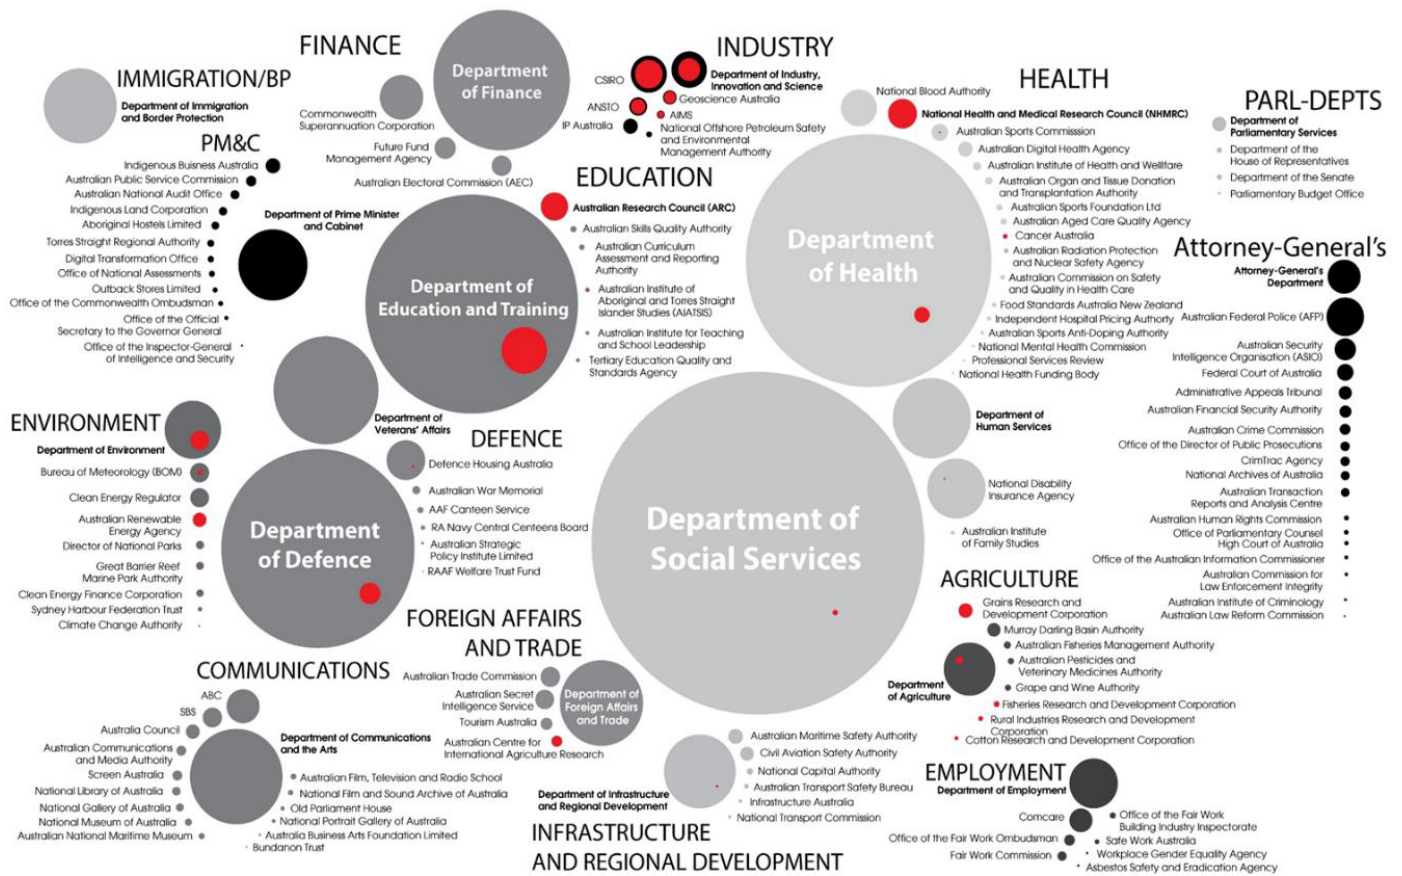 FINANCE
Department
of Finance
Commonwealth
Superannuation Corporation
Future Fund
Management Agency
Australian Electoral Commission (AEC)
IMMIGRATION/BP
Department of Immigration
and Border Protection
PM&C
Indigenous Buisness Australia
Australian Public Service Commission
Australian National Audit Office
Indigenous Land Corporation
Aboriginal Hostels Limited
Torres Straight Regional Authority
Digital Transformation Office
Office of National Assessments
Outback Stores Limited
Office of the Commonwealth Ombudsman
Office of the Official
Secretary to the Governor General
Office of the Inspector-General
of Intelligence and Security
Department of Prime Minister
and Cabinet
INDUSTRY
CSIRO
Department of Industry,
Innovation and Science
ANSTO
Geoscience Australia
AIMS
IP Australia
National Offshore Petroleum Safety
and Environmental
Management Authority
EDUCATION
Australian Research Council (ARC)
Department of
Education and Training
Australian Skills Quality Authority
Australian Curriculum
Assessment and Reporting
Authority
Australian Institute of
Aboriginal and Torres Straight
Islander Studies (AIATSIS)
Australian Institute for Teaching
and School Leadership
Tertiary Education Quality and
Standards Agency
HEALTH
National Blood Authority
National Health and Medical Research Council (NHMRC)
Australian Sports Commisssion
Australian Digital Health Agency
Australian Institute of Health and Wellfare
Australian Organ and Tissue Donation
and Transplantation Authority
Australian Sports Foundation Ltd
Australian Aged Care Quality Agency
Cancer Australia
Australian Radiation Protection
and Nuclear Safety Agency
Australian Commission on Safety
and Quality in Health Care
Food Standards Australia New Zealand
Independent Hospital Pricing Authorty
Australian Sports Anti-Doping Authority
National Mental Health Commission
Professional Services Review
National Health Funding Body
Department
of Health
Department of
Human Services
National Disability
Insurance Agency
Australian Institute
of Family Studies
Department of
Social Services
PARL-DEPTS
Department of
Parliamentary Services
Department of the
House of Representatives
Department of the Senate
Parliamentary Budget Office
Attorney-General's
Attorney-General's
Department
Australian Federal Police (AFP)
Australian Security
Intelligence Organisation (ASIO)
Federal Court of Australia
Administrative Appeals Tribunal
Australian Financial Security Authority
Australian Crime Commission
Office of the Director of Public Prosecutions
CrimTrac Agency
National Archives of Australia
Australian Transaction
Reports and Analysis Centre
Australian Human Rights Commission
Office of Parliamentary Counsel
High Court of Australia
Office of the Australian Information Commissioner
Australian Commission for
Law Enforcement Integrity
Australian Institute of Criminology
Australian Law Reform Commission
ENVIRONMENT
Department of Environment
Bureau of Meteorology (BOM)
Clean Energy Regulator
Australian Renewable
Energy Agency
Director of National Parks
Great Barrier Reef
Marine Park Authority
Clean Energy Finance Corporation
Sydney Harbour Federation Trust
Climate Change Authority
Department of
Veterans' Affairs
DEFENCE
Department
of Defence
Defence Housing Australia
Australian War Memorial
AAF Canteen Service
RA Navy Central Centeens Board
Australian Strategic
Policy Institute Limited
RAAF Welfare Trust Fund
FOREIGN AFFAIRS
AND TRADE
Australian Trade Commission
Australian Secret
Intelligence Service
Tourism Australia
Australian Centre for
International Agriculture Research
Department of
Foreign Affairs
and Trade
COMMUNICATIONS
ABC
SBS
Australia Council
Australian Communications
and Media Authority
Screen Australia
National Library of Australia
National Gallery of Australia
National Museum of Australia
Australian National Maritime Museum
Department of Communications
and the Arts
Australian Film, Television and Radio School
National Film and Sound Archive of Australia
Old Parliament House
National Portrait Gallery of Australia
Australia Business Arts Foundation Limited
Bundanon Trust
Australian Maritime Safety Authority
Civil Aviation Safety Authority
National Capital Authority
Australian Transport Safety Bureau
Infrastructure Australia
National Transport Commission
Department of Infrastructure
and Regional Development
INFRASTRUCTURE
AND REGIONAL DEVELOPMENT
AGRICULTURE
Grains Research and
Development Corporation
Murray Darling Basin Authority
Australian Fisheries Management Authority
Australian Pesticides and
Veterinary Medicines Authority
Grape and Wine Authority
Department
of Agriculture
Fisheries Research and Development Corporation
Rural Industries Research and Development
Corporation
Cotton Research and Development Corporation
EMPLOYMENT
Department of Employment
Comcare
Office of the Fair Work
Building Industry Inspectorate
Office of the Fair Work Ombudsman
Safe Work Australia
Fair Work Commission
Workplace Gender Equality Agency
Asbestos Safety and Eradication Agency